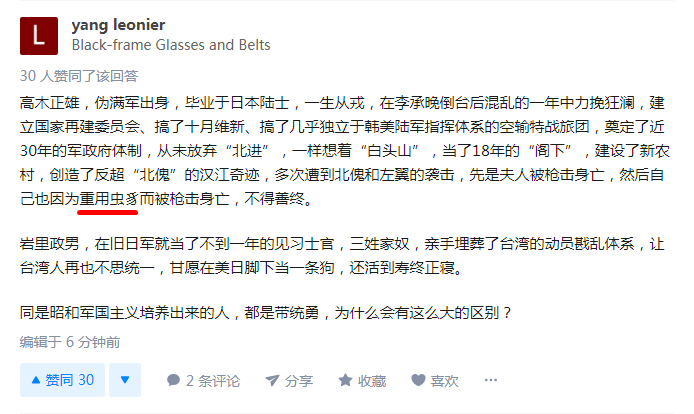 L
yang leonier
Black-frame Glasses and Belts
30 人赞同了该回答
高木正雄，伪满军出身，毕业于日本陆士，一生从戎，在李承晚倒台后混乱的一年中力挽狂澜，建
立国家再建委员会、搞了十月维新、搞了几乎独立于韩美陆军指挥体系的空输特战旅团，奠定了近
30年的军政府体制，从未放弃“北进”，一样想着“白头山”，当了18年的“阁下”，建设了新农
村，创造了反超“北傀”的汉江奇迹，多次遭到北傀和左翼的袭击，先是夫人被枪击身亡，然后自
己也因为重用虫豸而被枪击身亡，不得善终。
岩里政男，在旧日军就当了不到一年的见习士官，三姓家奴，亲手埋葬了台湾的动员戡乱体系，让
台湾人再也不思统一，甘愿在美日脚下当一条狗，还活到寿终正寝。
同是昭和军国主义培养出来的人，都是带统勇，为什么会有这么大的区别？
编辑于 6 分钟前
赞同 30
2 条评论
分享
收藏
喜欢